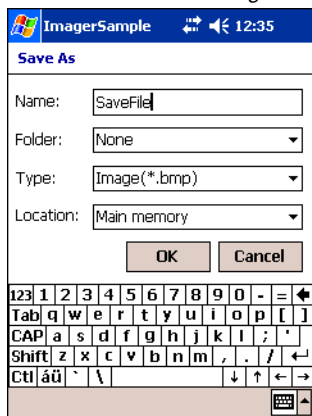 ImagerSample 12:35
Save As
Name: SaveFile
Folder: None
Type: Image(*.bmp)
Location: Main memory
OK Cancel
123 1 2 3 4 5 6 7 8 9 0 - =
Tab q w e r t y u i o p [ ]
CAP a s d f g h j k l ; '
Shift z x c v b n m , . /
Ctl áü ` \